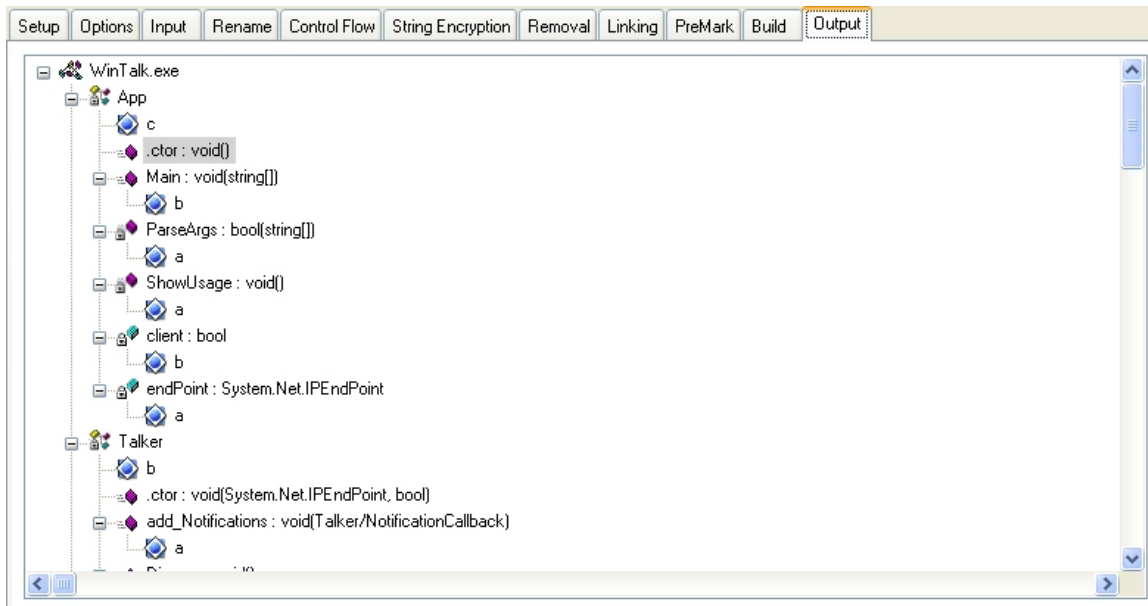 Setup Options Input Rename Control Flow String Encryption Removal Linking PreMark Build Output
WinTalk.exe
App
c
.ctor : void()
Main : void(string[])
b
ParseArgs : bool(string[])
a
ShowUsage : void()
a
client : bool
b
endPoint : System.Net.IPEndPoint
a
Talker
b
.ctor : void(System.Net.IPEndPoint, bool)
add_Notifications : void(Talker/NotificationCallback)
a